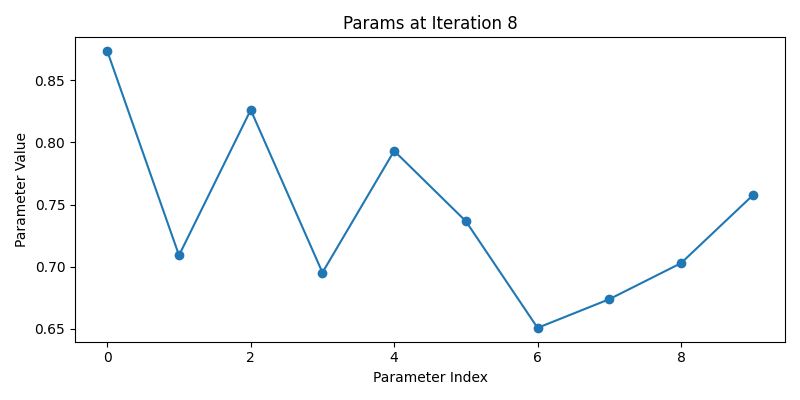 Params at Iteration 8
Parameter Value
0.85
0.80
0.75
0.70
0.65
0 2 4 6 8
Parameter Index